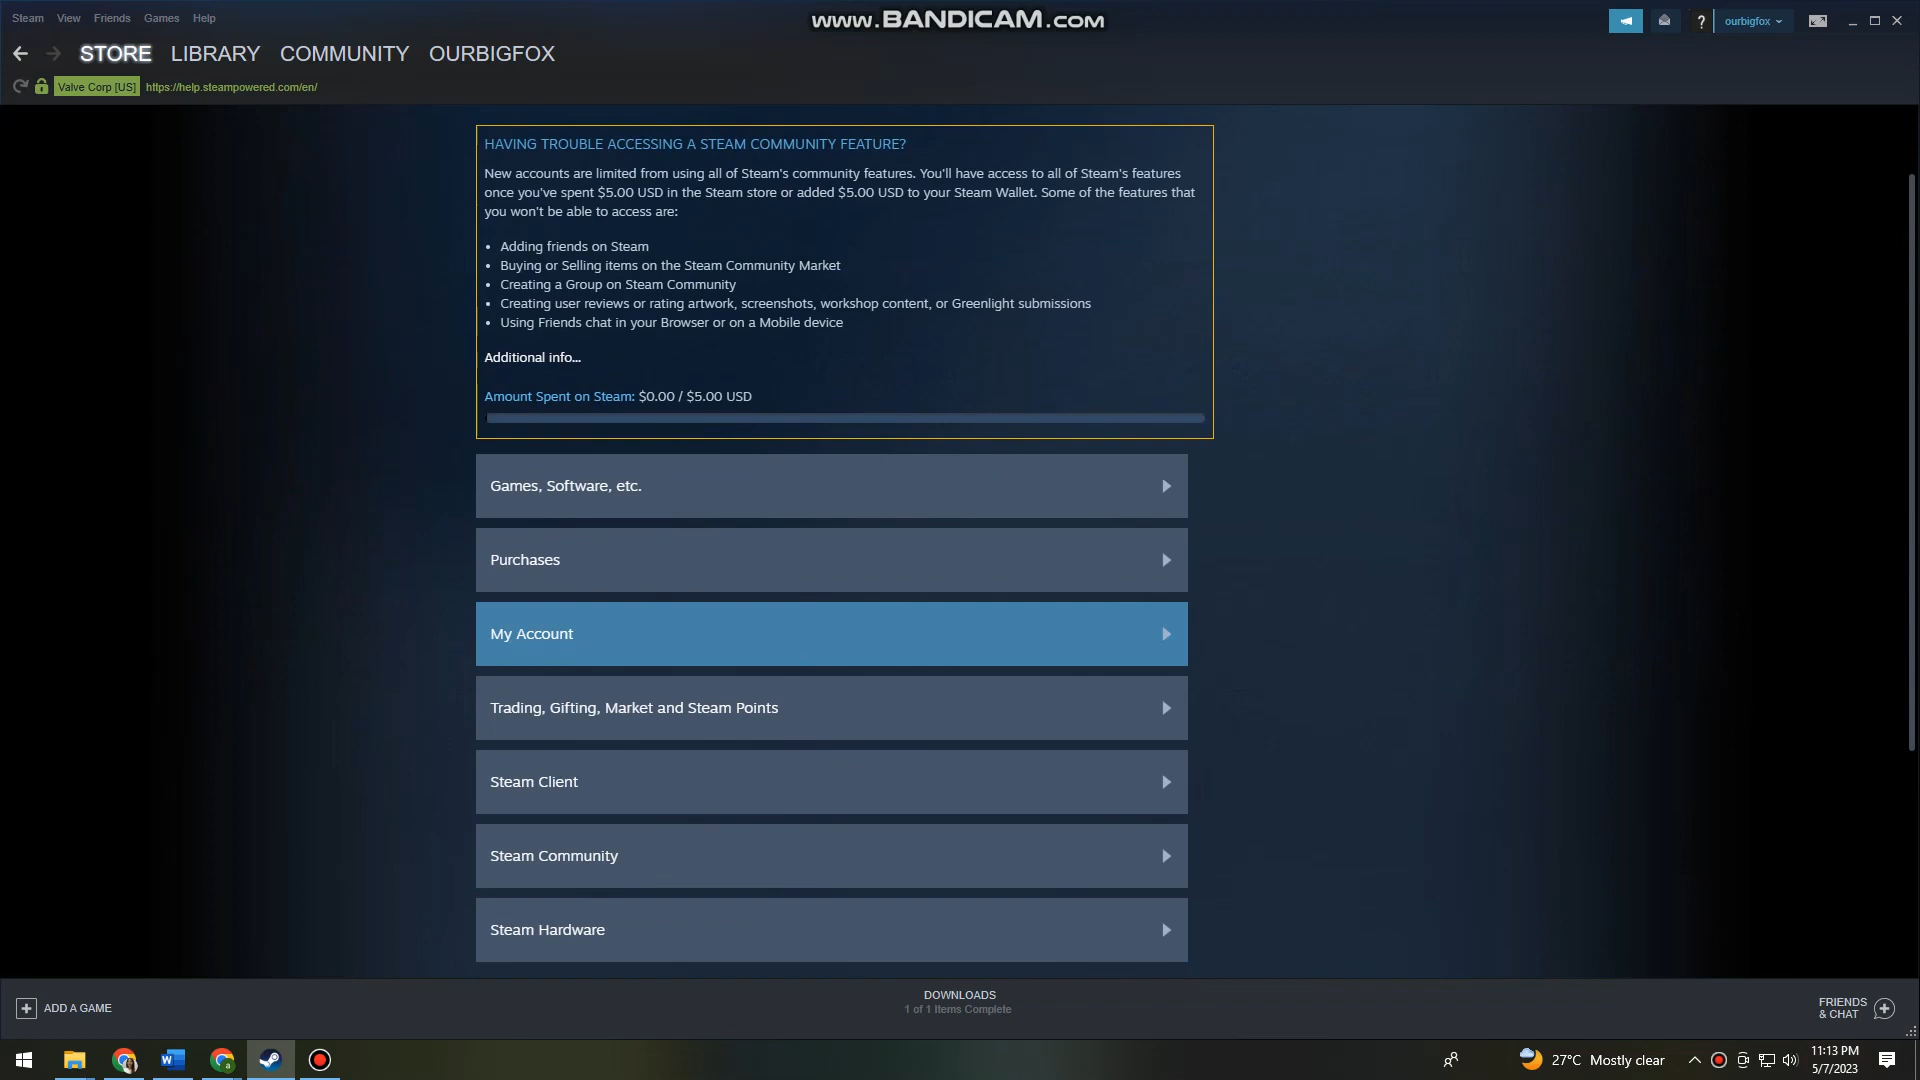 Steam View Friends Games Help
www.BANDICAM.COM
? ourbigfox
STORE LIBRARY COMMUNITY OURBIGFOX
Valve Corp [US] https://help.steampowered.com/en/
HAVING TROUBLE ACCESSING A STEAM COMMUNITY FEATURE?
New accounts are limited from using all of Steam's community features. You'll have access to all of Steam's features
once you've spent $5.00 USD in the Steam store or added $5.00 USD to your Steam Wallet. Some of the features that
you won't be able to access are:
• Adding friends on Steam
• Buying or Selling items on the Steam Community Market
• Creating a Group on Steam Community
• Creating user reviews or rating artwork, screenshots, workshop content, or Greenlight submissions
• Using Friends chat in your Browser or on a Mobile device
Additional info...
Amount Spent on Steam: $0.00 / $5.00 USD
Games, Software, etc.
Purchases
My Account
Trading, Gifting, Market and Steam Points
Steam Client
Steam Community
Steam Hardware
ADD A GAME
DOWNLOADS
1 of 1 Items Complete
FRIENDS
& CHAT
27°C Mostly clear
11:13 PM
5/7/2023